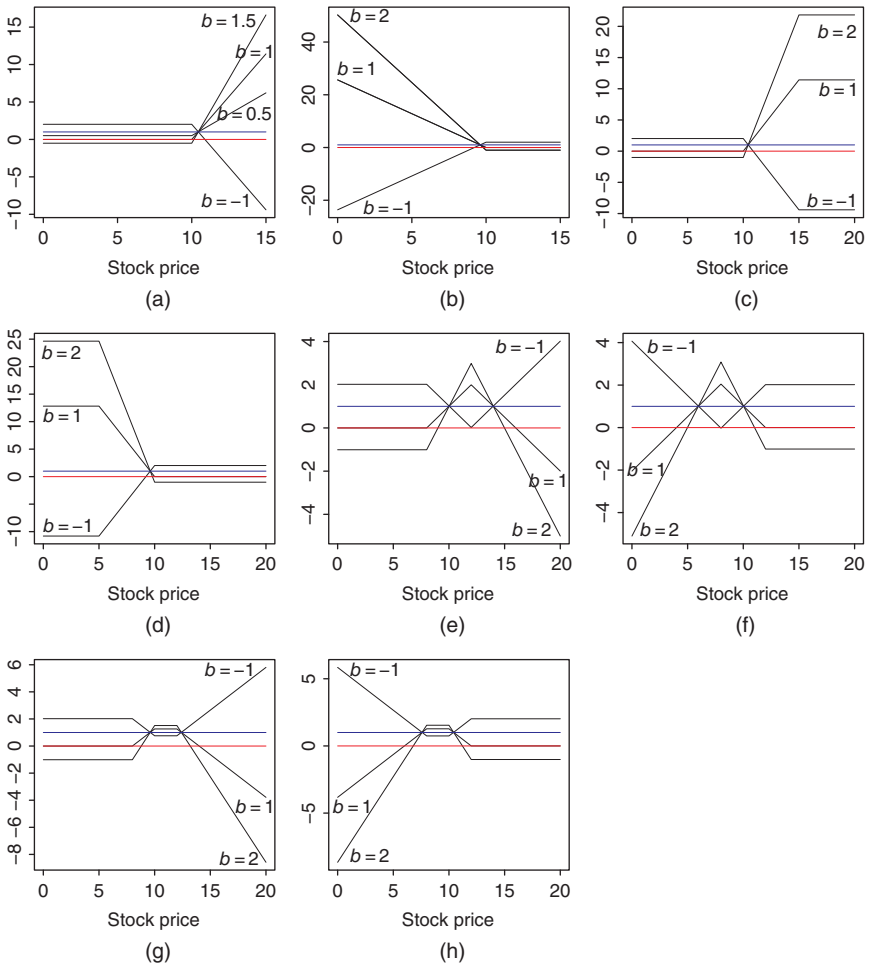 15
b = 1.5
10
b = 1
5
b = 0.5
0
−5
b = −1
−10
0 5 10 15
Stock price
(a)
b = 2
40
b = 1
20
0
−20
b = −1
0 5 10 15
Stock price
(b)
20
b = 2
15
10
b = 1
5
0
−5
b = −1
−10
0 5 10 15 20
Stock price
(c)
25
b = 2
20
15
b = 1
10
5
0
b = −1
−10
0 5 10 15 20
Stock price
(d)
4
b = −1
2
0
−2
b = 1
−4
b = 2
0 5 10 15 20
Stock price
(e)
4
b = −1
2
0
−2
b = 1
−4
b = 2
0 5 10 15 20
Stock price
(f)
6
b = −1
4
2
0
−2
−4
b = 1
−6
−8
b = 2
0 5 10 15 20
Stock price
(g)
5
b = −1
0
−5
b = 1
b = 2
0 5 10 15 20
Stock price
(h)